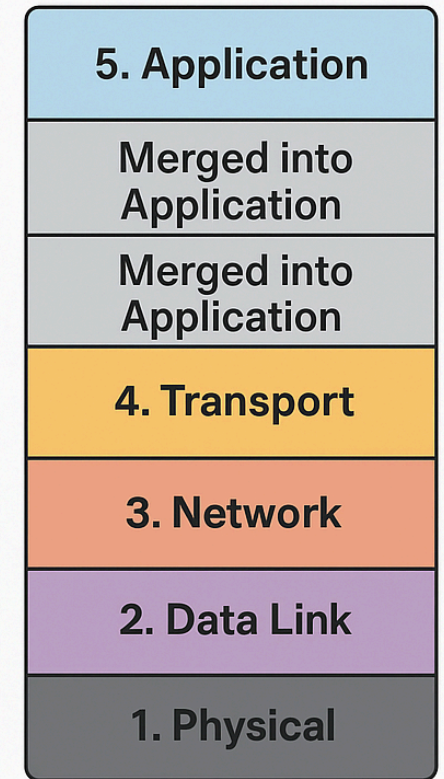 5. Application
Merged into
Application
Merged into
Application
4. Transport
3. Network
2. Data Link
1. Physical